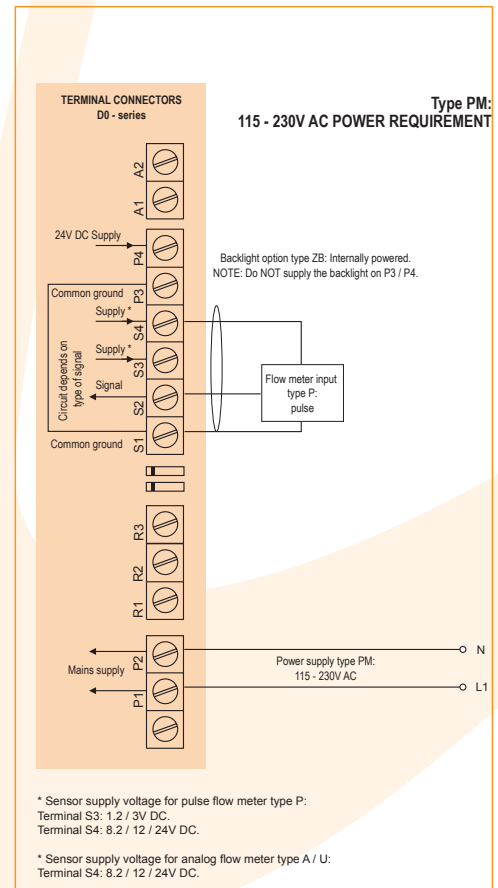 TERMINAL CONNECTORS
D0 - series
Type PM:
115 - 230V AC POWER REQUIREMENT
A2
A1
24V DC Supply
P4
Backlight option type ZB: Internally powered.
NOTE: Do NOT supply the backlight on P3 / P4.
Common ground
P3
Supply *
S4
Supply *
S3
Signal
S2
Circuit depends on
type of signal
Flow meter input
type P:
pulse
Common ground
S1
R3
R2
R1
Mains supply
P2
P1
Power supply type PM:
115 - 230V AC
N
L1
* Sensor supply voltage for pulse flow meter type P:
Terminal S3: 1.2 / 3V DC.
Terminal S4: 8.2 / 12 / 24V DC.
* Sensor supply voltage for analog flow meter type A / U:
Terminal S4: 8.2 / 12 / 24V DC.